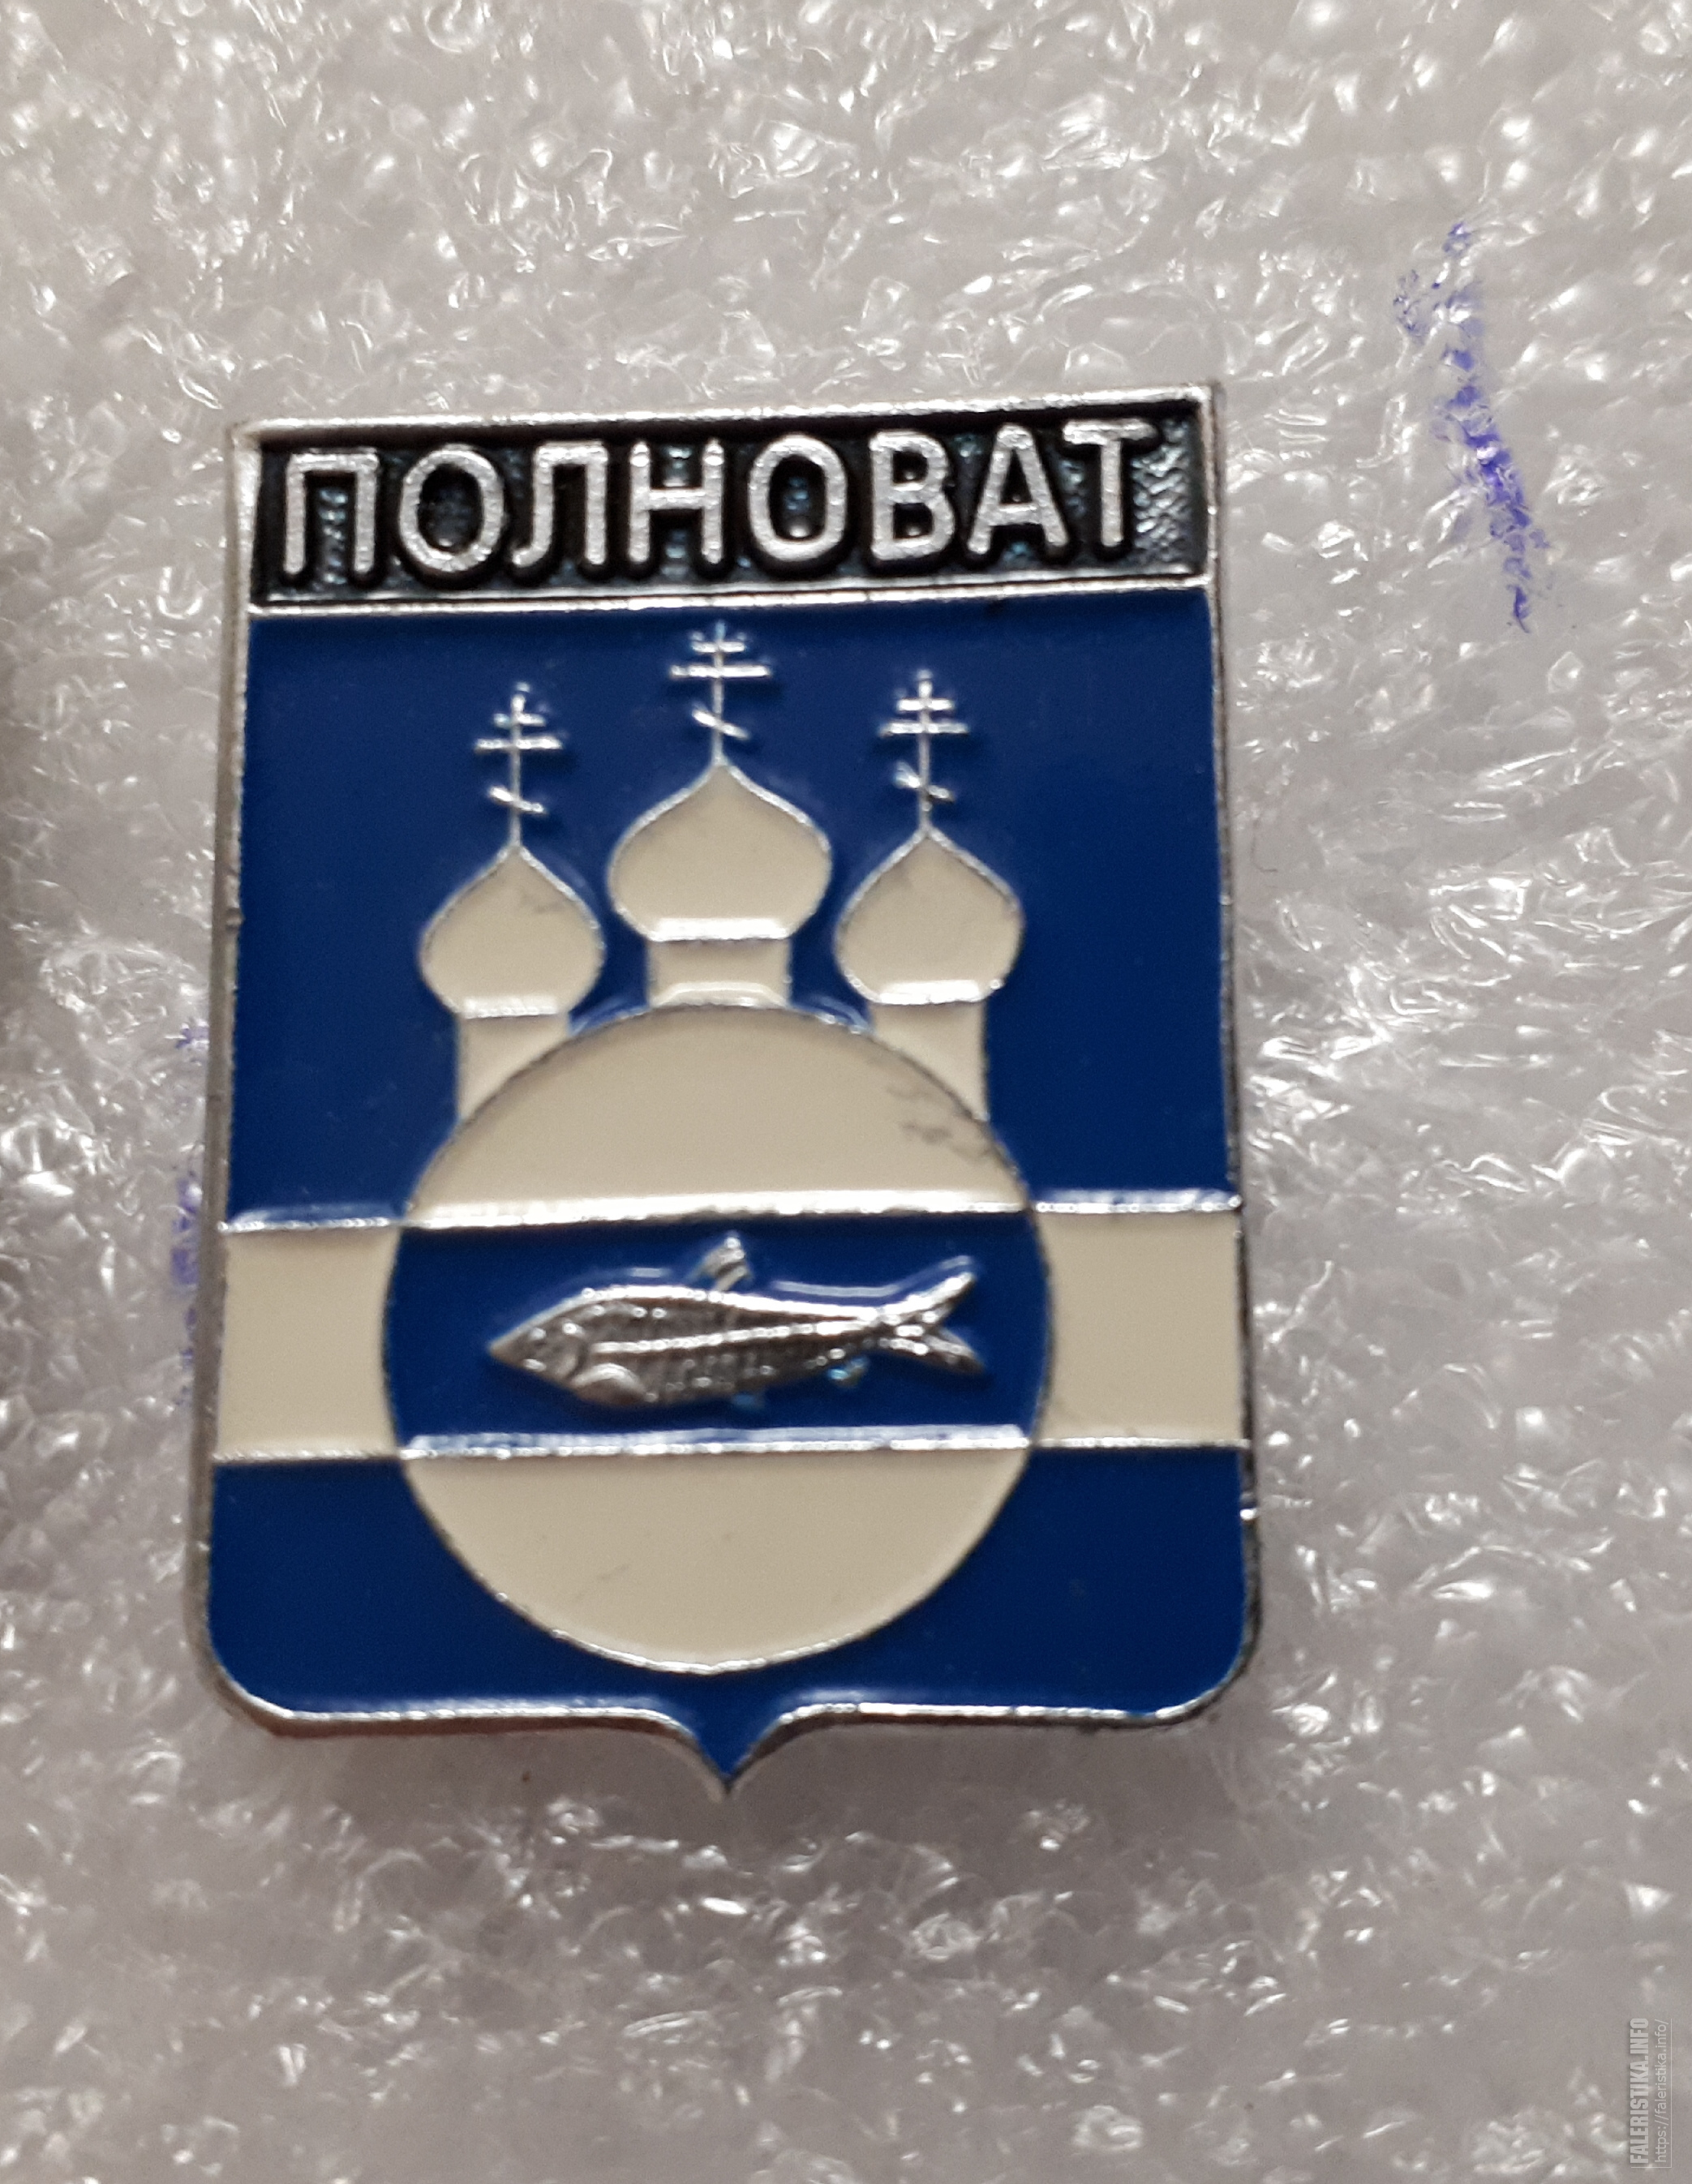 ПОЛНОВАТ
FALERISTIKA.INFO
https://faleristika.info/